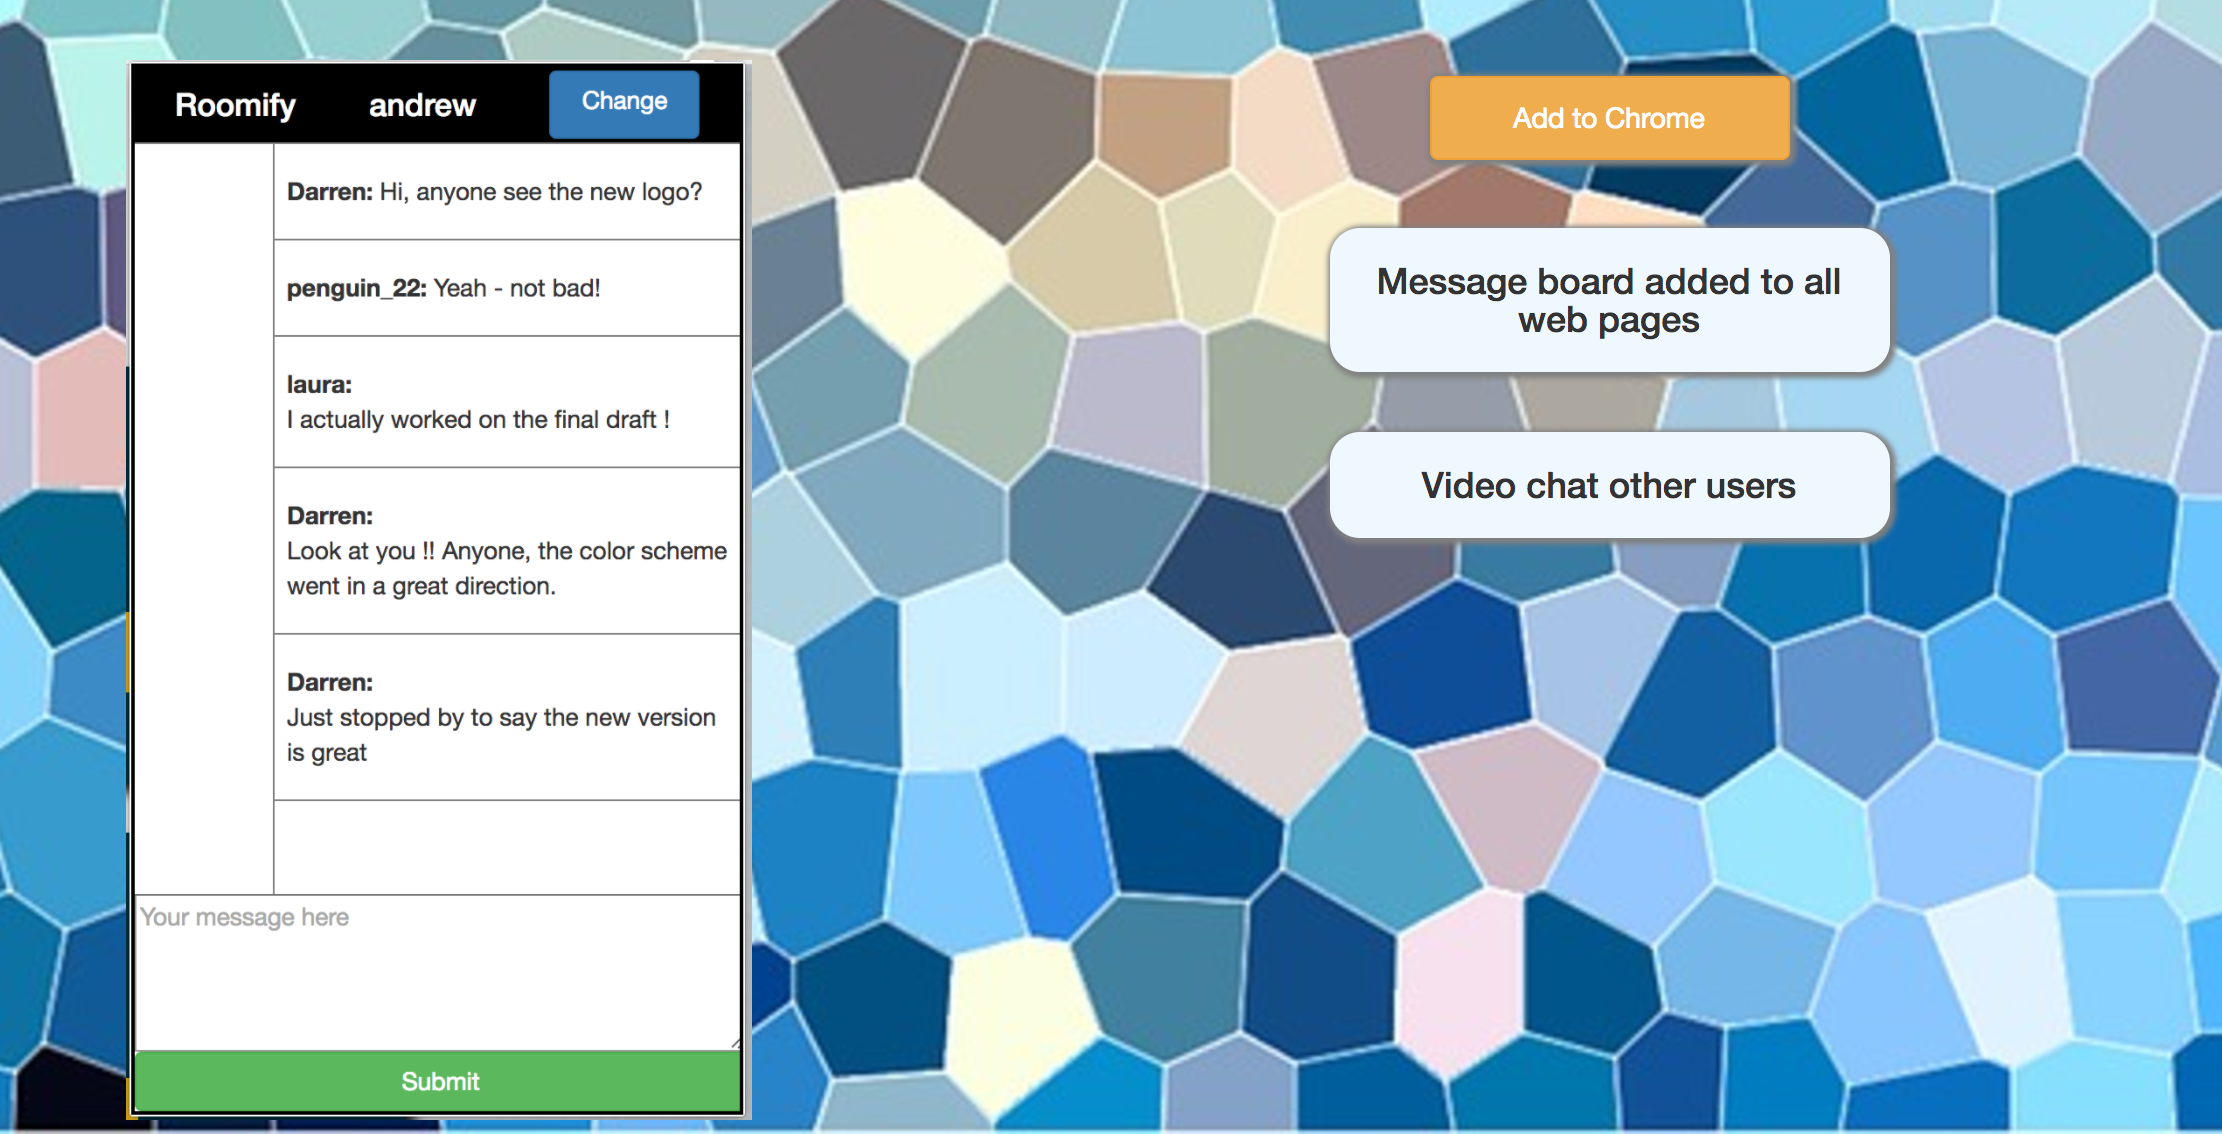 Roomify andrew Change
Darren: Hi, anyone see the new logo?
penguin_22: Yeah - not bad!
laura:
I actually worked on the final draft !
Darren:
Look at you !! Anyone, the color scheme
went in a great direction.
Darren:
Just stopped by to say the new version
is great
Your message here
Submit
Add to Chrome
Message board added to all
web pages
Video chat other users